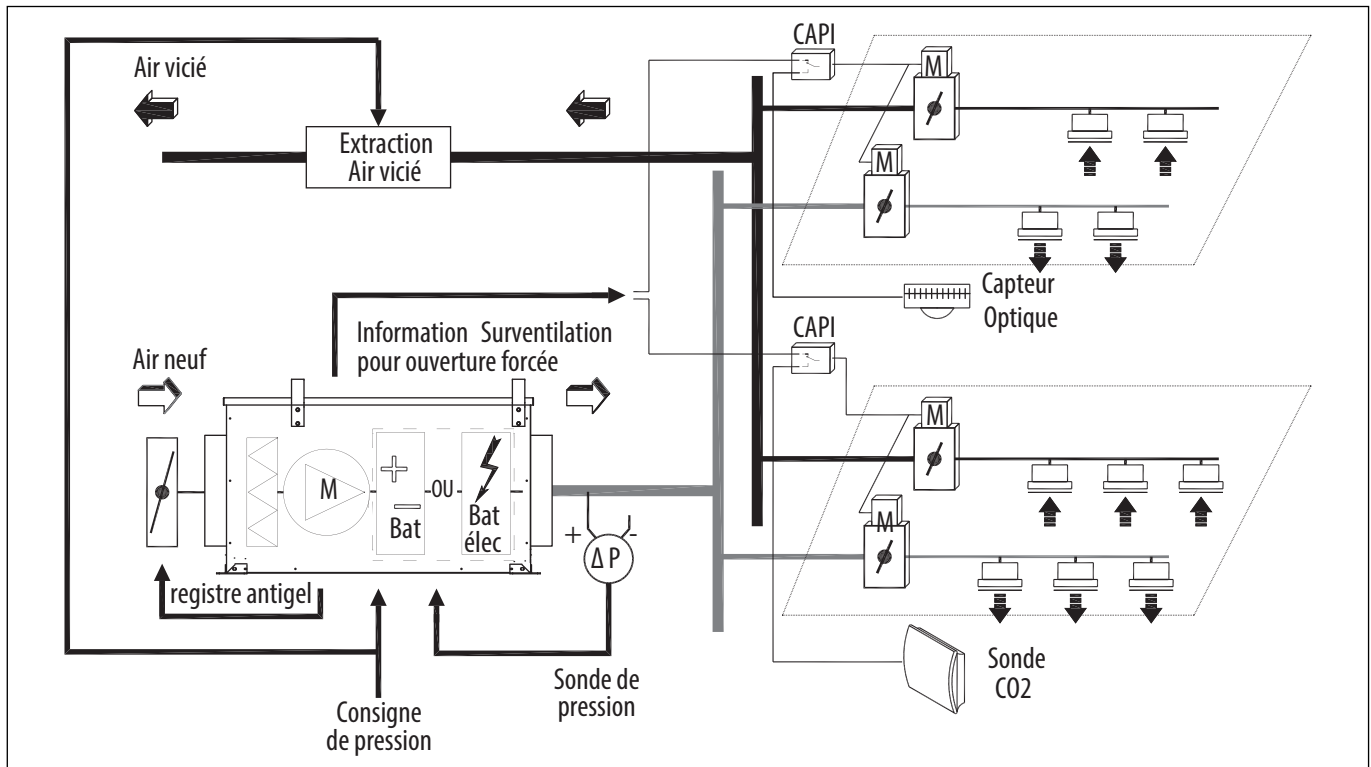 CAPI
Air vicié
M
Extraction
Air vicié
M
Capteur
Optique
Information Surventilation
pour ouverture forcée
CAPI
Air neuf
M
M
OU
Bat
Bat
élec
M
+
-
Δ P
registre antigel
Sonde de
pression
Sonde
CO2
Consigne
de pression